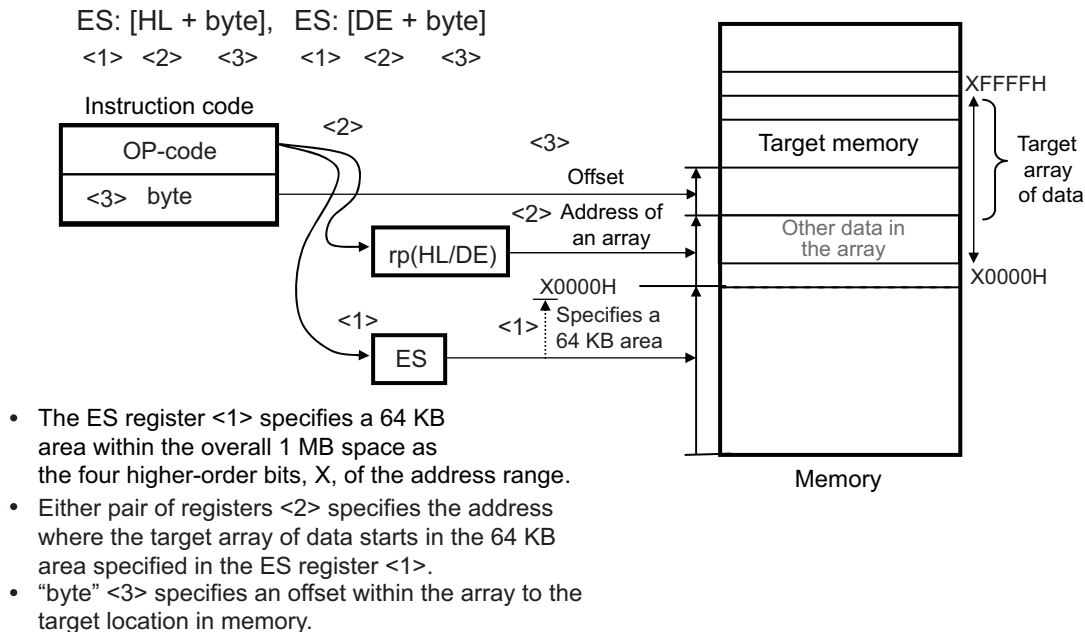 ES: [HL + byte], ES: [DE + byte]
<1> <2> <3> <1> <2> <3>
Instruction code
OP-code
<3> byte
<2>
<3>
Offset
<2> Address of
an array
rp(HL/DE)
X0000H
<1> Specifies a
64 KB area
<1>
ES
XFFFFH
Target memory
Target
array
of data
Other data in
the array
X0000H
Memory
• The ES register <1> specifies a 64 KB
area within the overall 1 MB space as
the four higher-order bits, X, of the address range.
• Either pair of registers <2> specifies the address
where the target array of data starts in the 64 KB
area specified in the ES register <1>.
• “byte” <3> specifies an offset within the array to the
target location in memory.